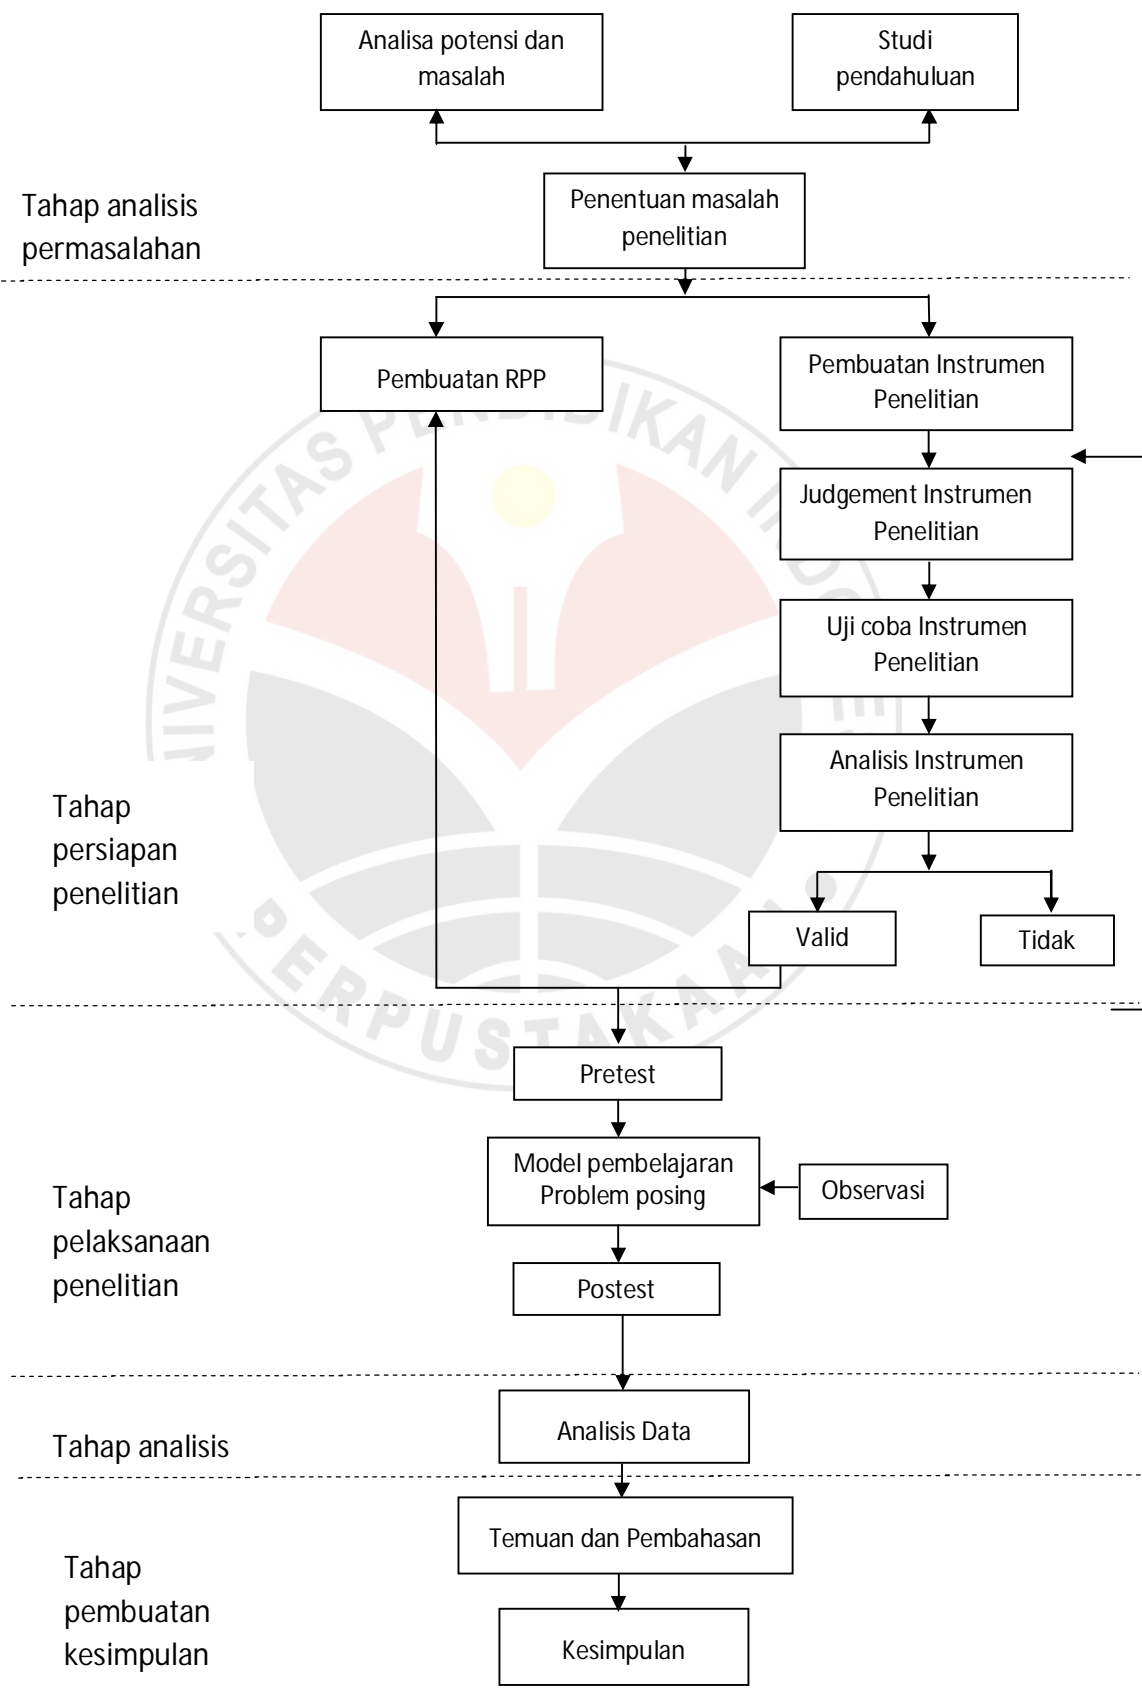 Analisa potensi dan
masalah
Studi
pendahuluan
Tahap analisis
permasalahan
Penentuan masalah
penelitian
Pembuatan RPP
Pembuatan Instrumen
Penelitian
Judgement Instrumen
Penelitian
Uji coba Instrumen
Penelitian
Analisis Instrumen
Penelitian
Tahap
persiapan
penelitian
Valid
Tidak
Pretest
Tahap
pelaksanaan
penelitian
Model pembelajaran
Problem posing
Observasi
Postest
Tahap analisis
Analisis Data
Tahap
pembuatan
kesimpulan
Temuan dan Pembahasan
Kesimpulan
PERPUSTAKAAN